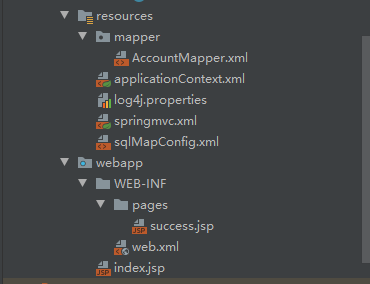 resources
mapper
AccountMapper.xml
applicationContext.xml
log4j.properties
springmvc.xml
sqlMapConfig.xml
webapp
WEB-INF
pages
success.jsp
web.xml
index.jsp